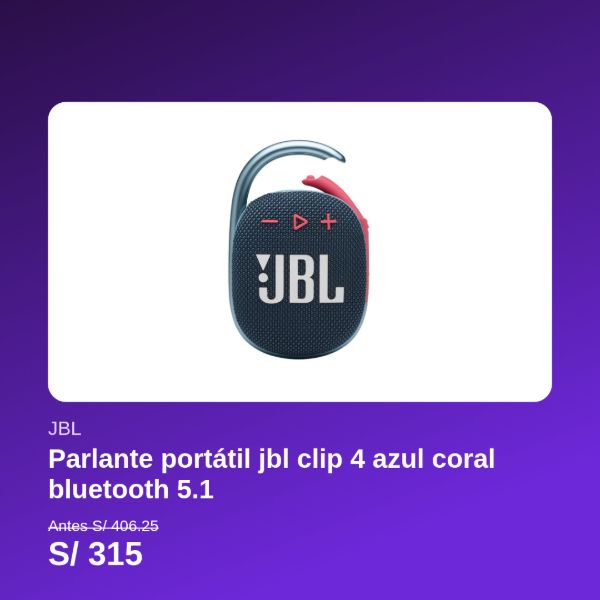 JBL
JBL
Parlante portátil jbl clip 4 azul coral
bluetooth 5.1
Antes S/ 406.25
S/ 315